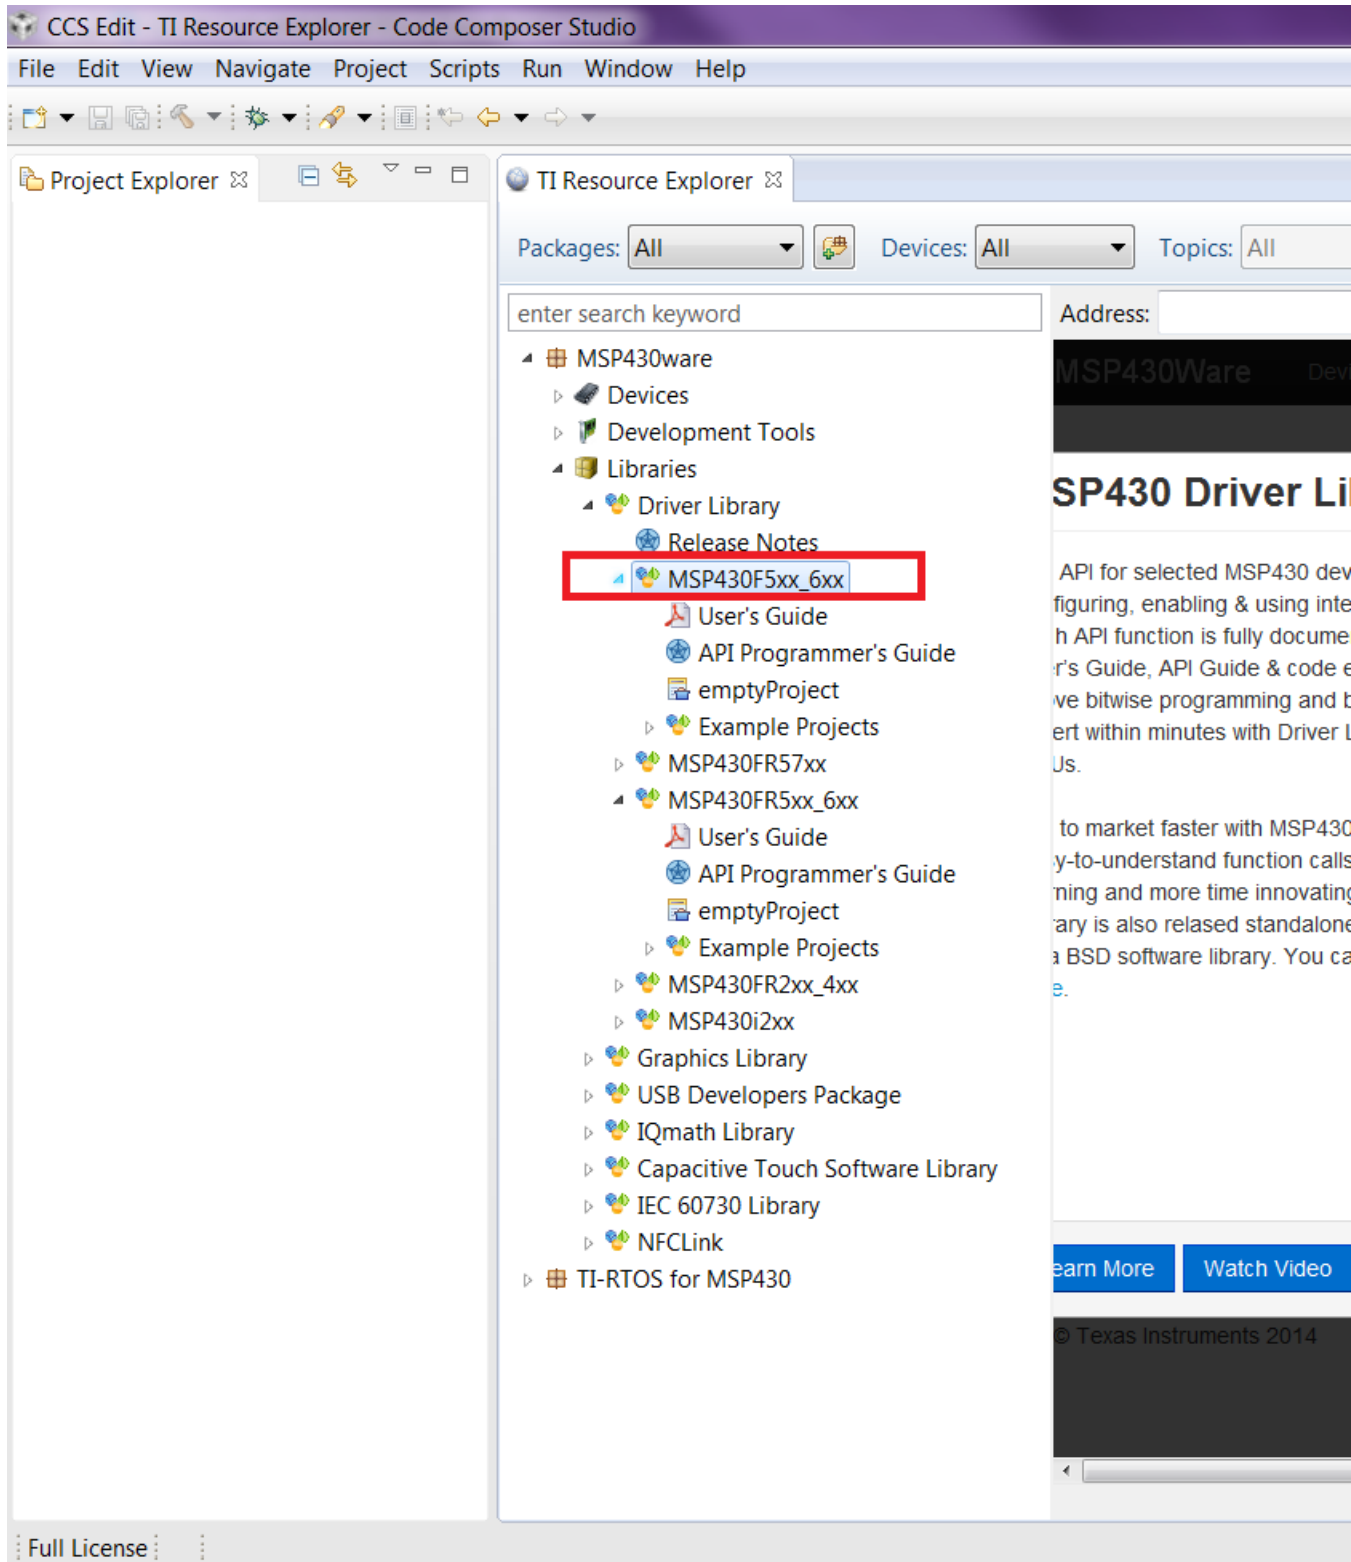 CCS Edit - TI Resource Explorer - Code Composer Studio
File Edit View Navigate Project Scripts Run Window Help
Project Explorer
TI Resource Explorer
Packages: All Devices: All Topics: All
enter search keyword
Address:
MSP430ware
Devices
Development Tools
Libraries
Driver Library
Release Notes
MSP430F5xx_6xx
User's Guide
API Programmer's Guide
emptyProject
Example Projects
MSP430FR57xx
MSP430FR5xx_6xx
User's Guide
API Programmer's Guide
emptyProject
Example Projects
MSP430FR2xx_4xx
MSP430i2xx
Graphics Library
USB Developers Package
IQmath Library
Capacitive Touch Software Library
IEC 60730 Library
NFCLink
TI-RTOS for MSP430
MSP430Ware Dev
SP430 Driver Li
API for selected MSP430 dev
figuring, enabling & using inte
h API function is fully docume
r's Guide, API Guide & code e
ve bitwise programming and b
ert within minutes with Driver L
Us.
to market faster with MSP430
y-to-understand function calls
rning and more time innovating
rary is also relased standalone
a BSD software library. You ca
e.
earn More Watch Video
© Texas Instruments 2014
Full License